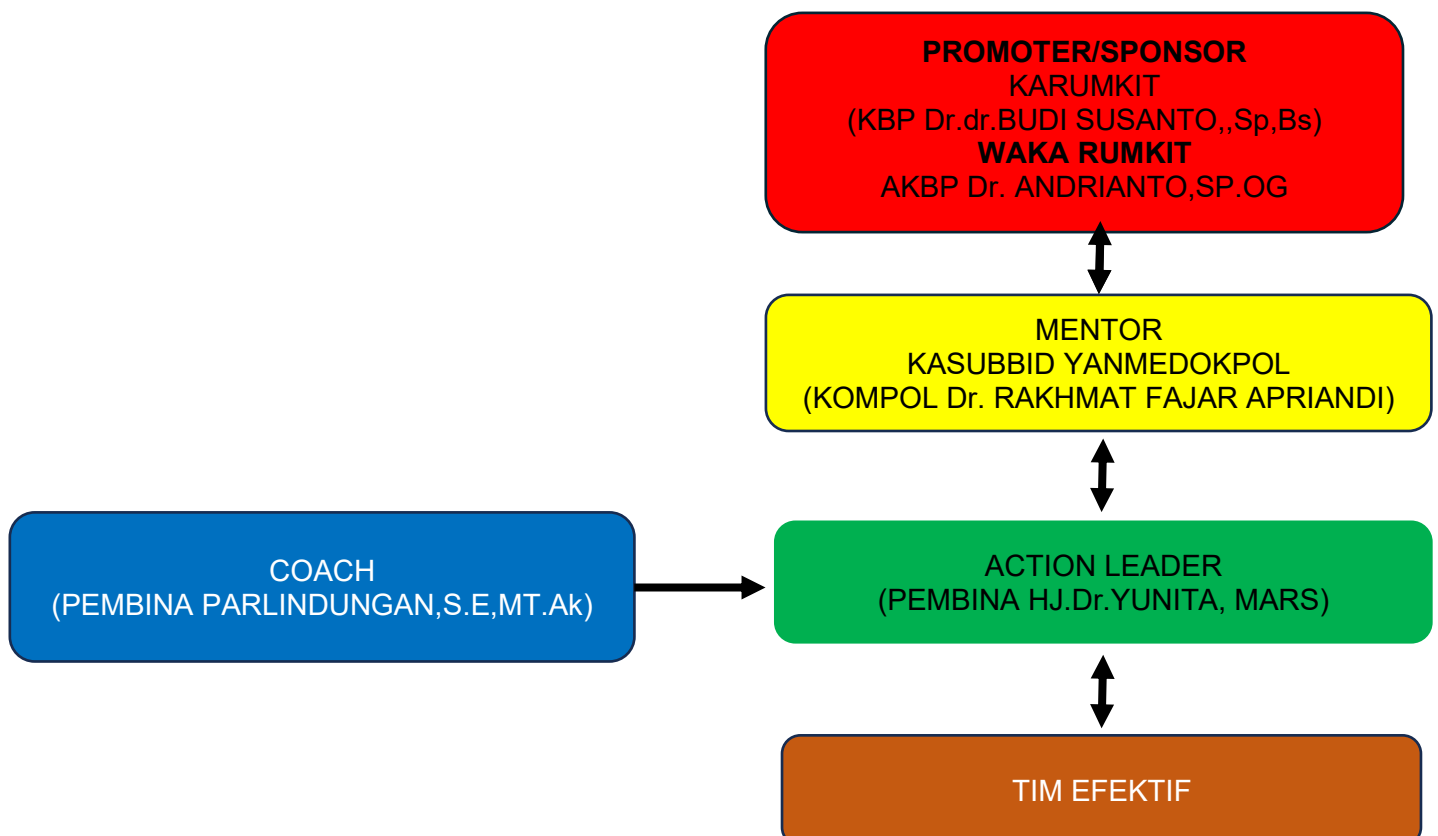 PROMOTER/SPONSOR
KARUMKIT
(KBP Dr.dr.BUDI SUSANTO,,Sp,Bs)
WAKA RUMKIT
AKBP Dr. ANDRIANTO,SP.OG
MENTOR
KASUBBID YANMEDOKPOL
(KOMPOL Dr. RAKHMAT FAJAR APRIANDI)
COACH
(PEMBINA PARLINDUNGAN,S.E,MT.Ak)
ACTION LEADER
(PEMBINA HJ.Dr.YUNITA, MARS)
TIM EFEKTIF